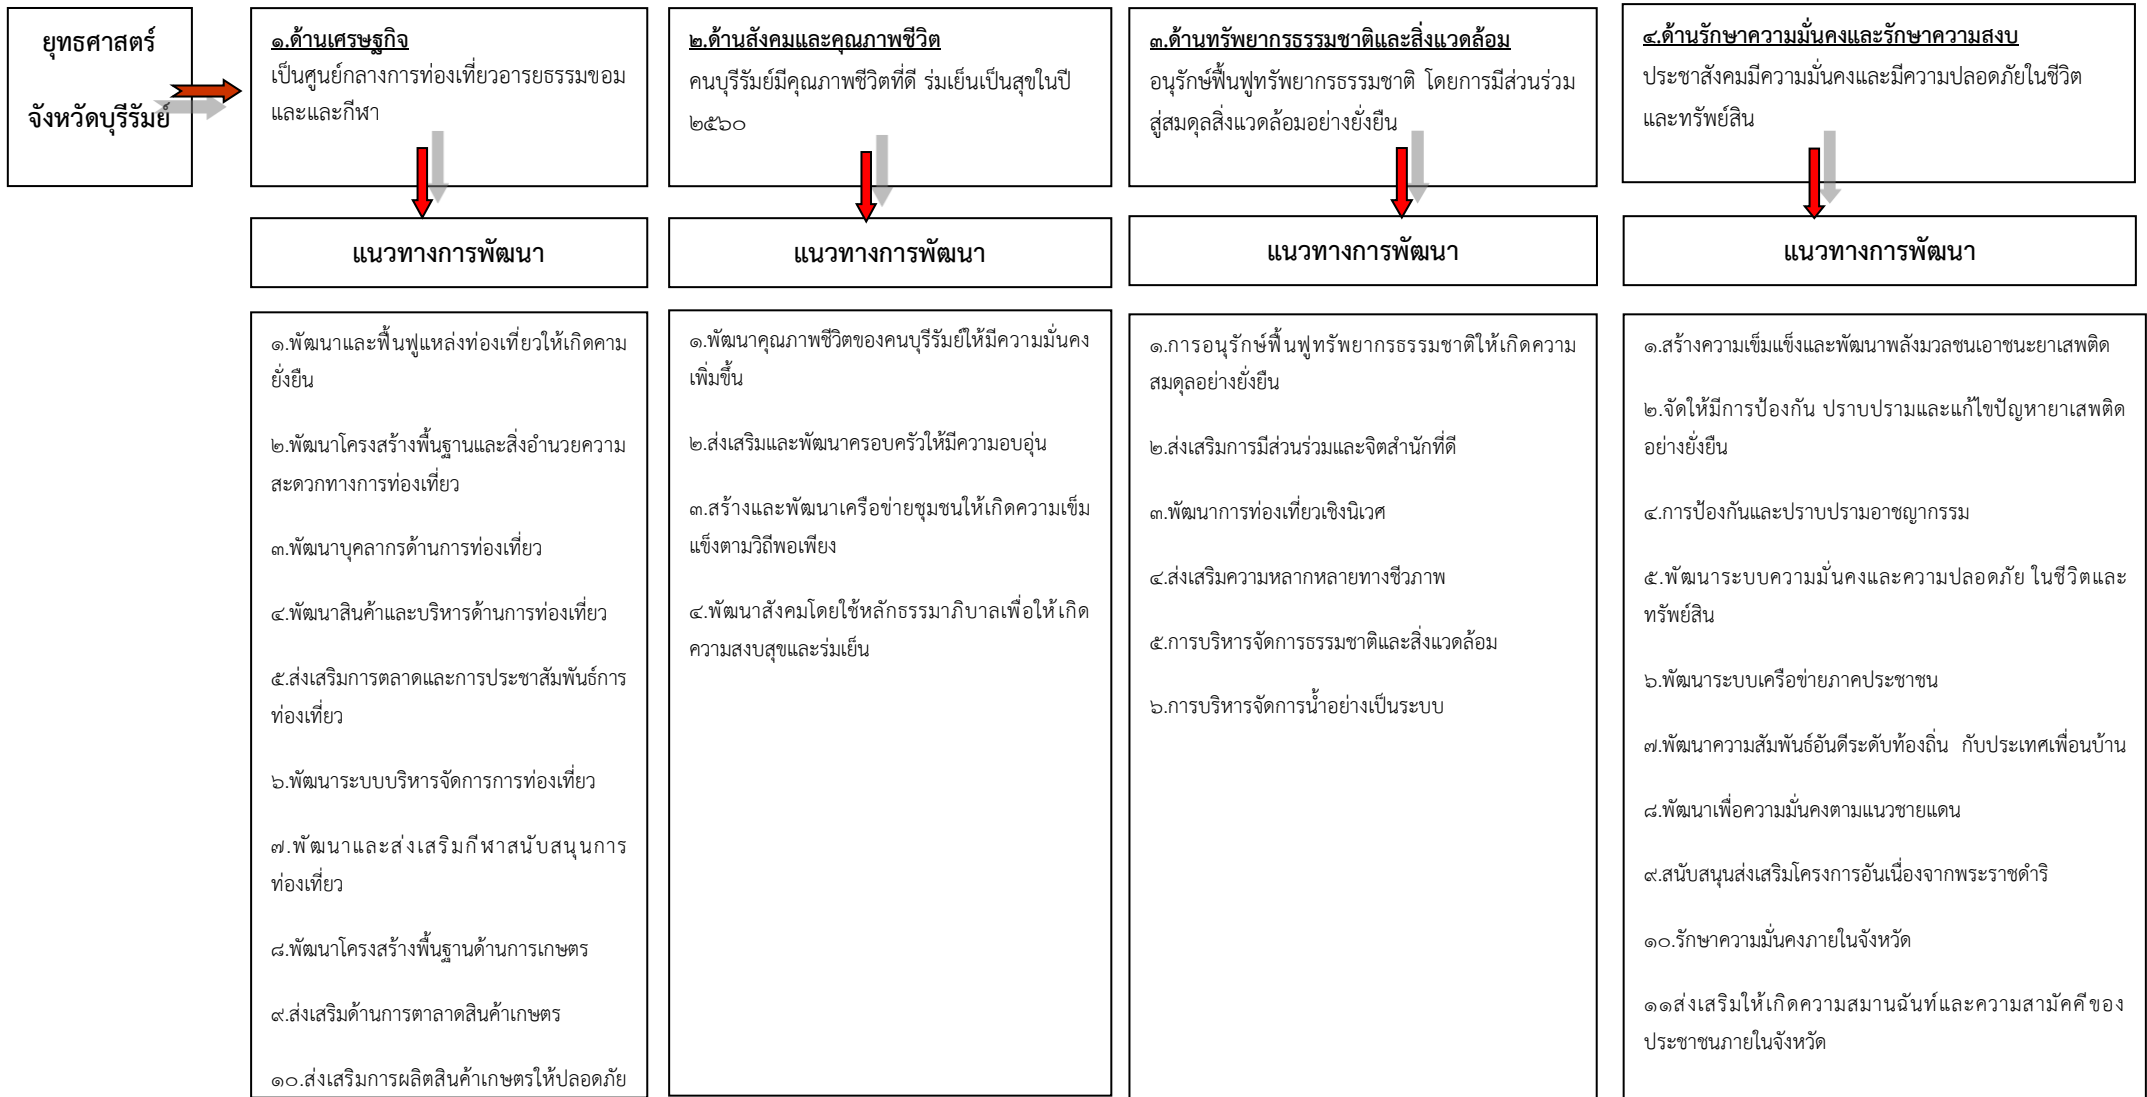 ยุทธศาสตร์
จังหวัดบุรีรัมย์
๑.ด้านเศรษฐกิจ
เป็นศูนย์กลางการท่องเที่ยวอารยธรรมขอม
และและกีฬา
๒.ด้านสังคมและคุณภาพชีวิต
คนบุรีรัมย์มีคุณภาพชีวิตที่ดี ร่มเย็นเป็นสุขในปี
๒๕๖๐
๓.ด้านทรัพยากรธรรมชาติและสิ่งแวดล้อม
อนุรักษ์ฟื้นฟูทรัพยากรธรรมชาติ โดยการมีส่วนร่วม
สู่สมดุลสิ่งแวดล้อมอย่างยั่งยืน
๔.ด้านรักษาความมั่นคงและรักษาความสงบ
ประชาสังคมมีความมั่นคงและมีความปลอดภัยในชีวิต
และทรัพย์สิน
แนวทางการพัฒนา
แนวทางการพัฒนา
แนวทางการพัฒนา
แนวทางการพัฒนา
๑.พัฒนาและฟื้นฟูแหล่งท่องเที่ยวให้เกิดคาม
ยั่งยืน
๒.พัฒนาโครงสร้างพื้นฐานและสิ่งอำนวยความ
สะดวกทางการท่องเที่ยว
๓.พัฒนาบุคลากรด้านการท่องเที่ยว
๔.พัฒนาสินค้าและบริหารด้านการท่องเที่ยว
๕.ส่งเสริมการตลาดและการประชาสัมพันธ์การ
ท่องเที่ยว
๖.พัฒนาระบบบริหารจัดการการท่องเที่ยว
๗.พัฒนาและส่งเสริมกีฬาสนับสนุนการ
ท่องเที่ยว
๘.พัฒนาโครงสร้างพื้นฐานด้านการเกษตร
๙.ส่งเสริมด้านการตาลาดสินค้าเกษตร
๑๐.ส่งเสริมการผลิตสินค้าเกษตรให้ปลอดภัย
๑.พัฒนาคุณภาพชีวิตของคนบุรีรัมย์ให้มีความมั่นคง
เพิ่มขึ้น
๒.ส่งเสริมและพัฒนาครอบครัวให้มีความอบอุ่น
๓.สร้างและพัฒนาเครือข่ายชุมชนให้เกิดความเข็ม
แข็งตามวิถีพอเพียง
๔.พัฒนาสังคมโดยใช้หลักธรรมาภิบาลเพื่อให้เกิด
ความสงบสุขและร่มเย็น
๑.การอนุรักษ์ฟื้นฟูทรัพยากรธรรมชาติให้เกิดความ
สมดุลอย่างยั่งยืน
๒.ส่งเสริมการมีส่วนร่วมและจิตสำนักที่ดี
๓.พัฒนาการท่องเที่ยวเชิงนิเวศ
๔.ส่งเสริมความหลากหลายทางชีวภาพ
๕.การบริหารจัดการธรรมชาติและสิ่งแวดล้อม
๖.การบริหารจัดการน้ำอย่างเป็นระบบ
๑.สร้างความเข็มแข็งและพัฒนาพลังมวลชนเอาชนะยาเสพติด
๒.จัดให้มีการป้องกัน ปราบปรามและแก้ไขปัญหายาเสพติด
อย่างยั่งยืน
๔.การป้องกันและปราบปรามอาชญากรรม
๕.พัฒนาระบบความมั่นคงและความปลอดภัย ในชีวิตและ
ทรัพย์สิน
๖.พัฒนาระบบเครือข่ายภาคประชาชน
๗.พัฒนาความสัมพันธ์อันดีระดับท้องถิ่น กับประเทศเพื่อนบ้าน
๘.พัฒนาเพื่อความมั่นคงตามแนวชายแดน
๙.สนับสนุนส่งเสริมโครงการอันเนื่องจากพระราชดำริ
๑๐.รักษาความมั่นคงภายในจังหวัด
๑๑ส่งเสริมให้เกิดความสมานฉันท์และความสามัคคีของ
ประชาชนภายในจังหวัด